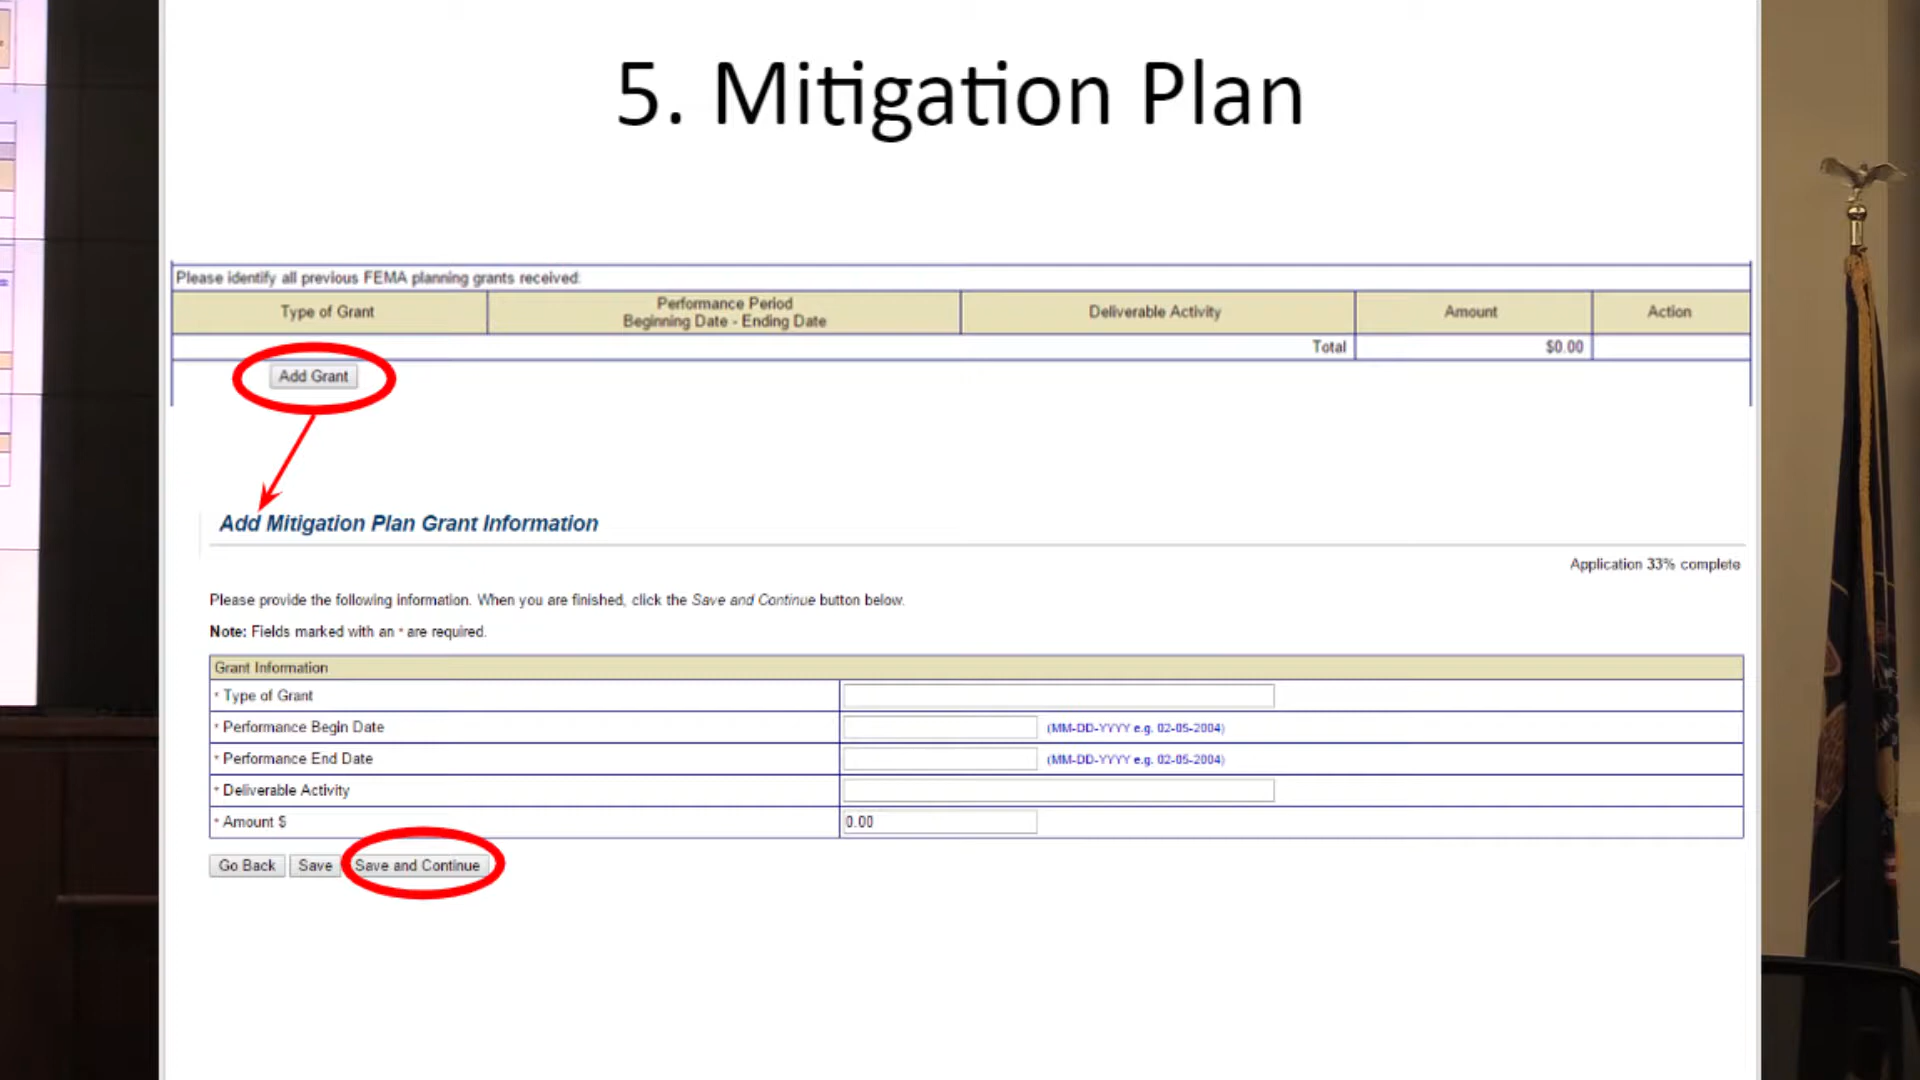 5. Mitigation Plan
Please identify all previous FEMA planning grants received:
Type of Grant
Performance Period
Beginning Date - Ending Date
Deliverable Activity
Amount
Action
Total
$0.00
Add Grant
Add Mitigation Plan Grant Information
Application 33% complete
Please provide the following information. When you are finished, click the Save and Continue button below.
Note: Fields marked with an * are required.
Grant Information
* Type of Grant
* Performance Begin Date
(MM-DD-YYYY e.g. 02-05-2004)
* Performance End Date
(MM-DD-YYYY e.g. 02-05-2004)
* Deliverable Activity
* Amount $
0.00
Go Back
Save
Save and Continue